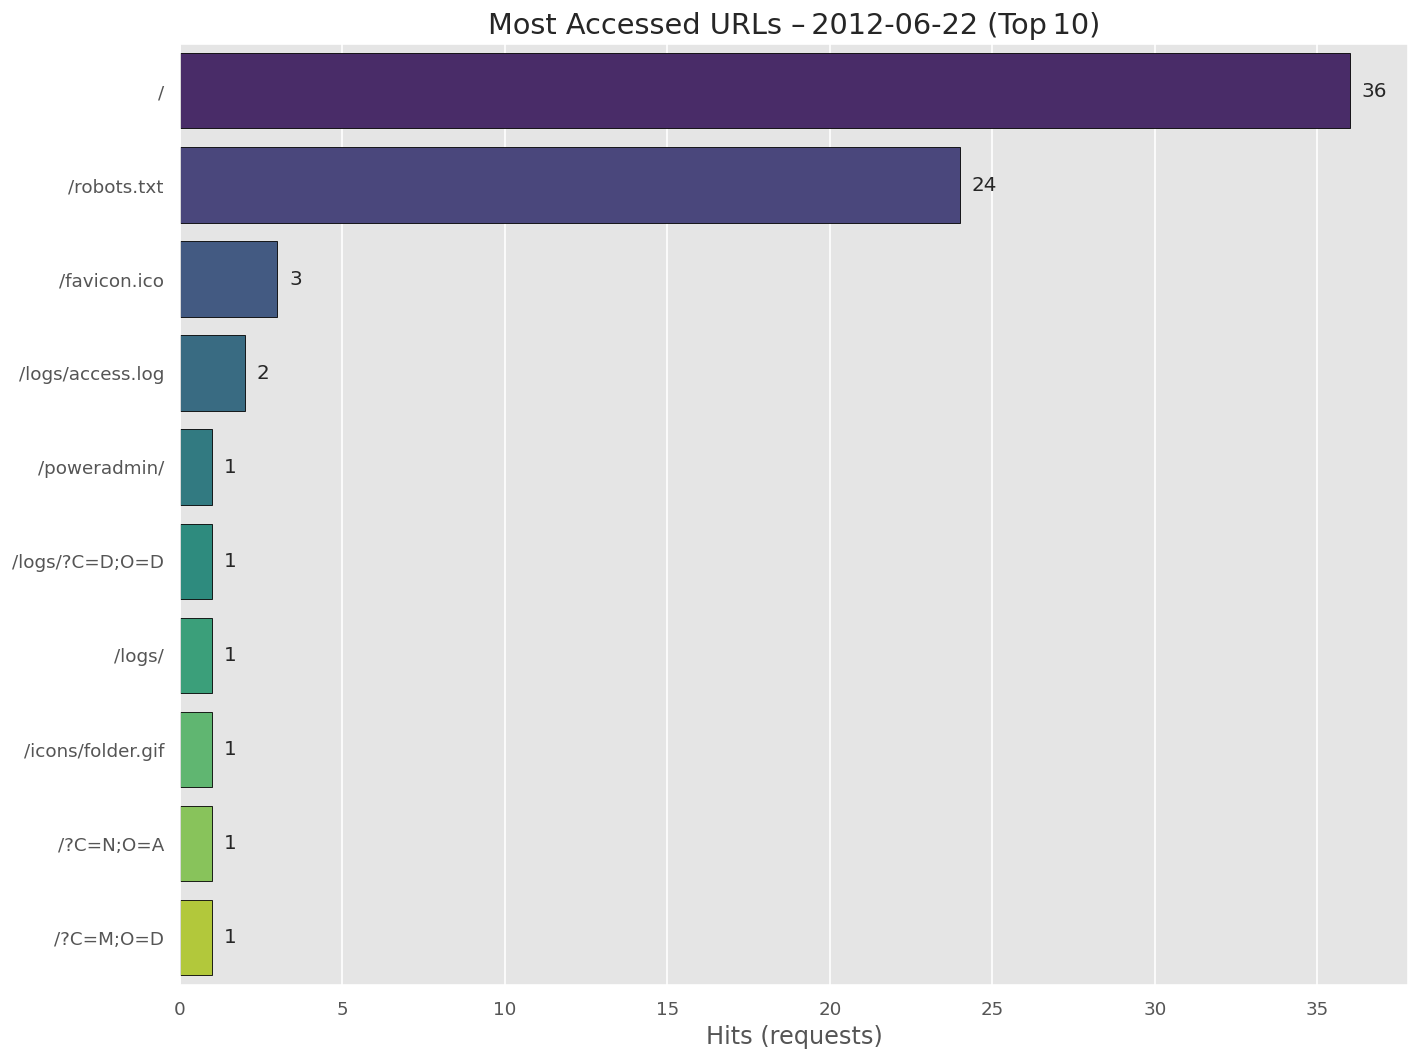 Most Accessed URLs – 2012-06-22 (Top 10)
/ 36
/robots.txt 24
/favicon.ico 3
/logs/access.log 2
/poweradmin/ 1
/logs/?C=D;O=D 1
/logs/ 1
/icons/folder.gif 1
/?C=N;O=A 1
/?C=M;O=D 1
0 5 10 15 20 25 30 35
Hits (requests)